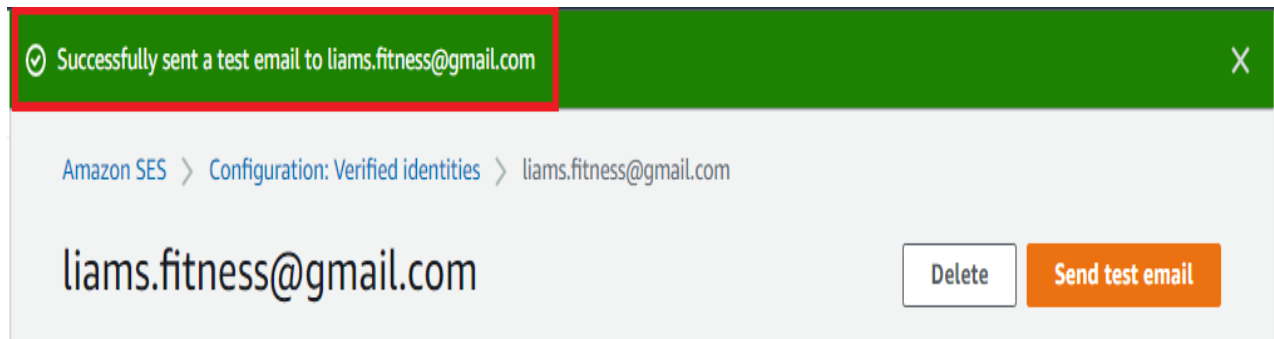 Successfully sent a test email to liams.fitness@gmail.com
Amazon SES > Configuration: Verified identities > liams.fitness@gmail.com
liams.fitness@gmail.com
Delete
Send test email